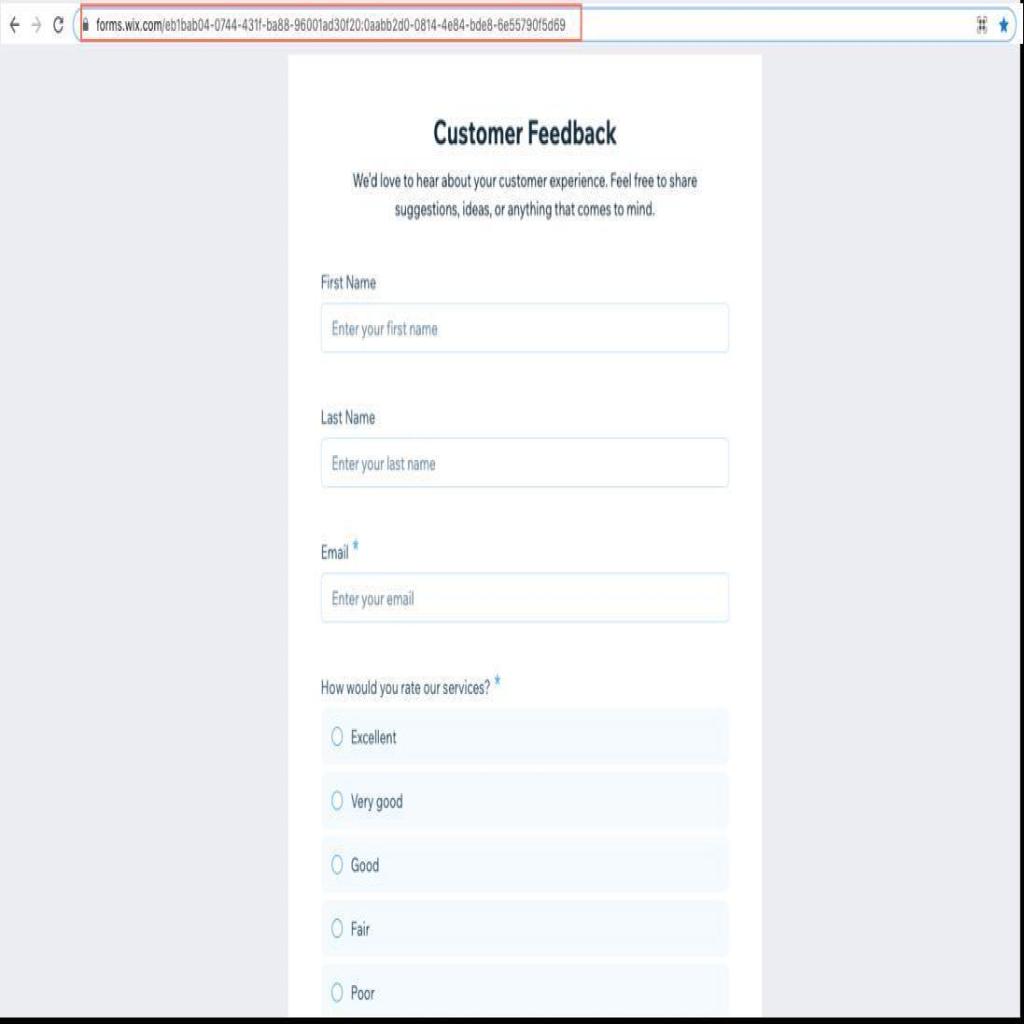 forms.wix.com/eb1bab04-0744-431f-ba88-96001ad30f20:0aabb2d0-0814-4e84-bde8-6e55790f5d69
Customer Feedback
We'd love to hear about your customer experience. Feel free to share
suggestions, ideas, or anything that comes to mind.
First Name
Enter your first name
Last Name
Enter your last name
Email *
Enter your email
How would you rate our services? *
Excellent
Very good
Good
Fair
Poor